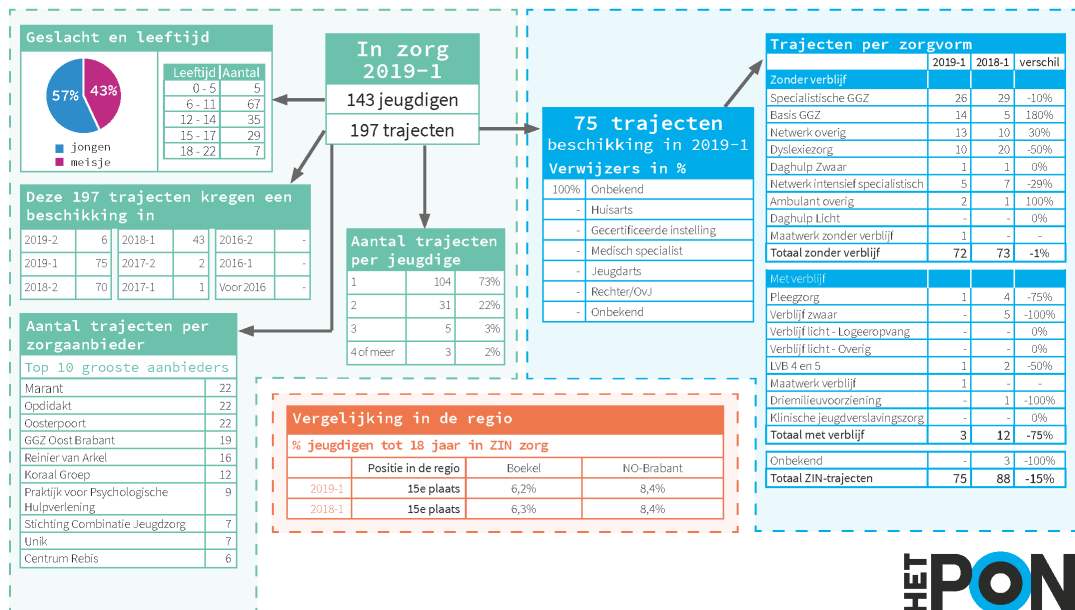 Geslacht en leeftijd
57%
43%
jongen
meisje
Leeftijd Aantal
0 - 5 5
6 - 11 67
12 - 14 35
15 - 17 29
18 - 22 7
In zorg
2019-1
143 jeugdigen
197 trajecten
Deze 197 trajecten kregen een
beschikking in
2019-2 6 2018-1 43 2016-2 -
2019-1 75 2017-2 2 2016-1 -
2018-2 70 2017-1 1 Voor 2016 -
Aantal trajecten
per jeugdige
1 104 73%
2 31 22%
3 5 3%
4 of meer 3 2%
Aantal trajecten per
zorgaanbieder
Top 10 grooste aanbieders
Marant 22
Opdidakt 22
Oosterpoort 22
GGZ Oost Brabant 19
Reinier van Arkel 16
Koraal Groep 12
Praktijk voor Psychologische 9
Hulpverlening
Stichting Combinatie Jeugdzorg 7
Unik 7
Centrum Rebis 6
75 trajecten
beschikking in 2019-1
Verwijzers in %
100% Onbekend
- Huisarts
- Gecertificeerde instelling
- Medisch specialist
- Jeugdarts
- Rechter/OvJ
- Onbekend
Trajecten per zorgvorm
2019-1 2018-1 verschil
Zonder verblijf
Specialistische GGZ 26 29 -10%
Basis GGZ 14 5 180%
Netwerk overig 13 10 30%
Dyslexiezorg 10 20 -50%
Daghulp Zwaar 1 1 0%
Netwerk intensief specialistisch 5 7 -29%
Ambulant overig 2 1 100%
Daghulp Licht - - 0%
Maatwerk zonder verblijf 1 - -
Totaal zonder verblijf 72 73 -1%
Met verblijf
Pleegzorg 1 4 -75%
Verblijf zwaar - 5 -100%
Verblijf licht - Logeeropvang - - 0%
Verblijf licht - Overig - - 0%
LVB 4 en 5 1 2 -50%
Maatwerk verblijf 1 - -
Driemilieuvoorziening - 1 -100%
Klinische jeugdverslavingszorg - - 0%
Totaal met verblijf 3 12 -75%
Onbekend - 3 -100%
Totaal ZIN-trajecten 75 88 -15%
Vergelijking in de regio
% jeugdigen tot 18 jaar in ZIN zorg
Positie in de regio Boekel NO-Brabant
2019-1 15e plaats 6,2% 8,4%
2018-1 15e plaats 6,3% 8,4%
HET PON